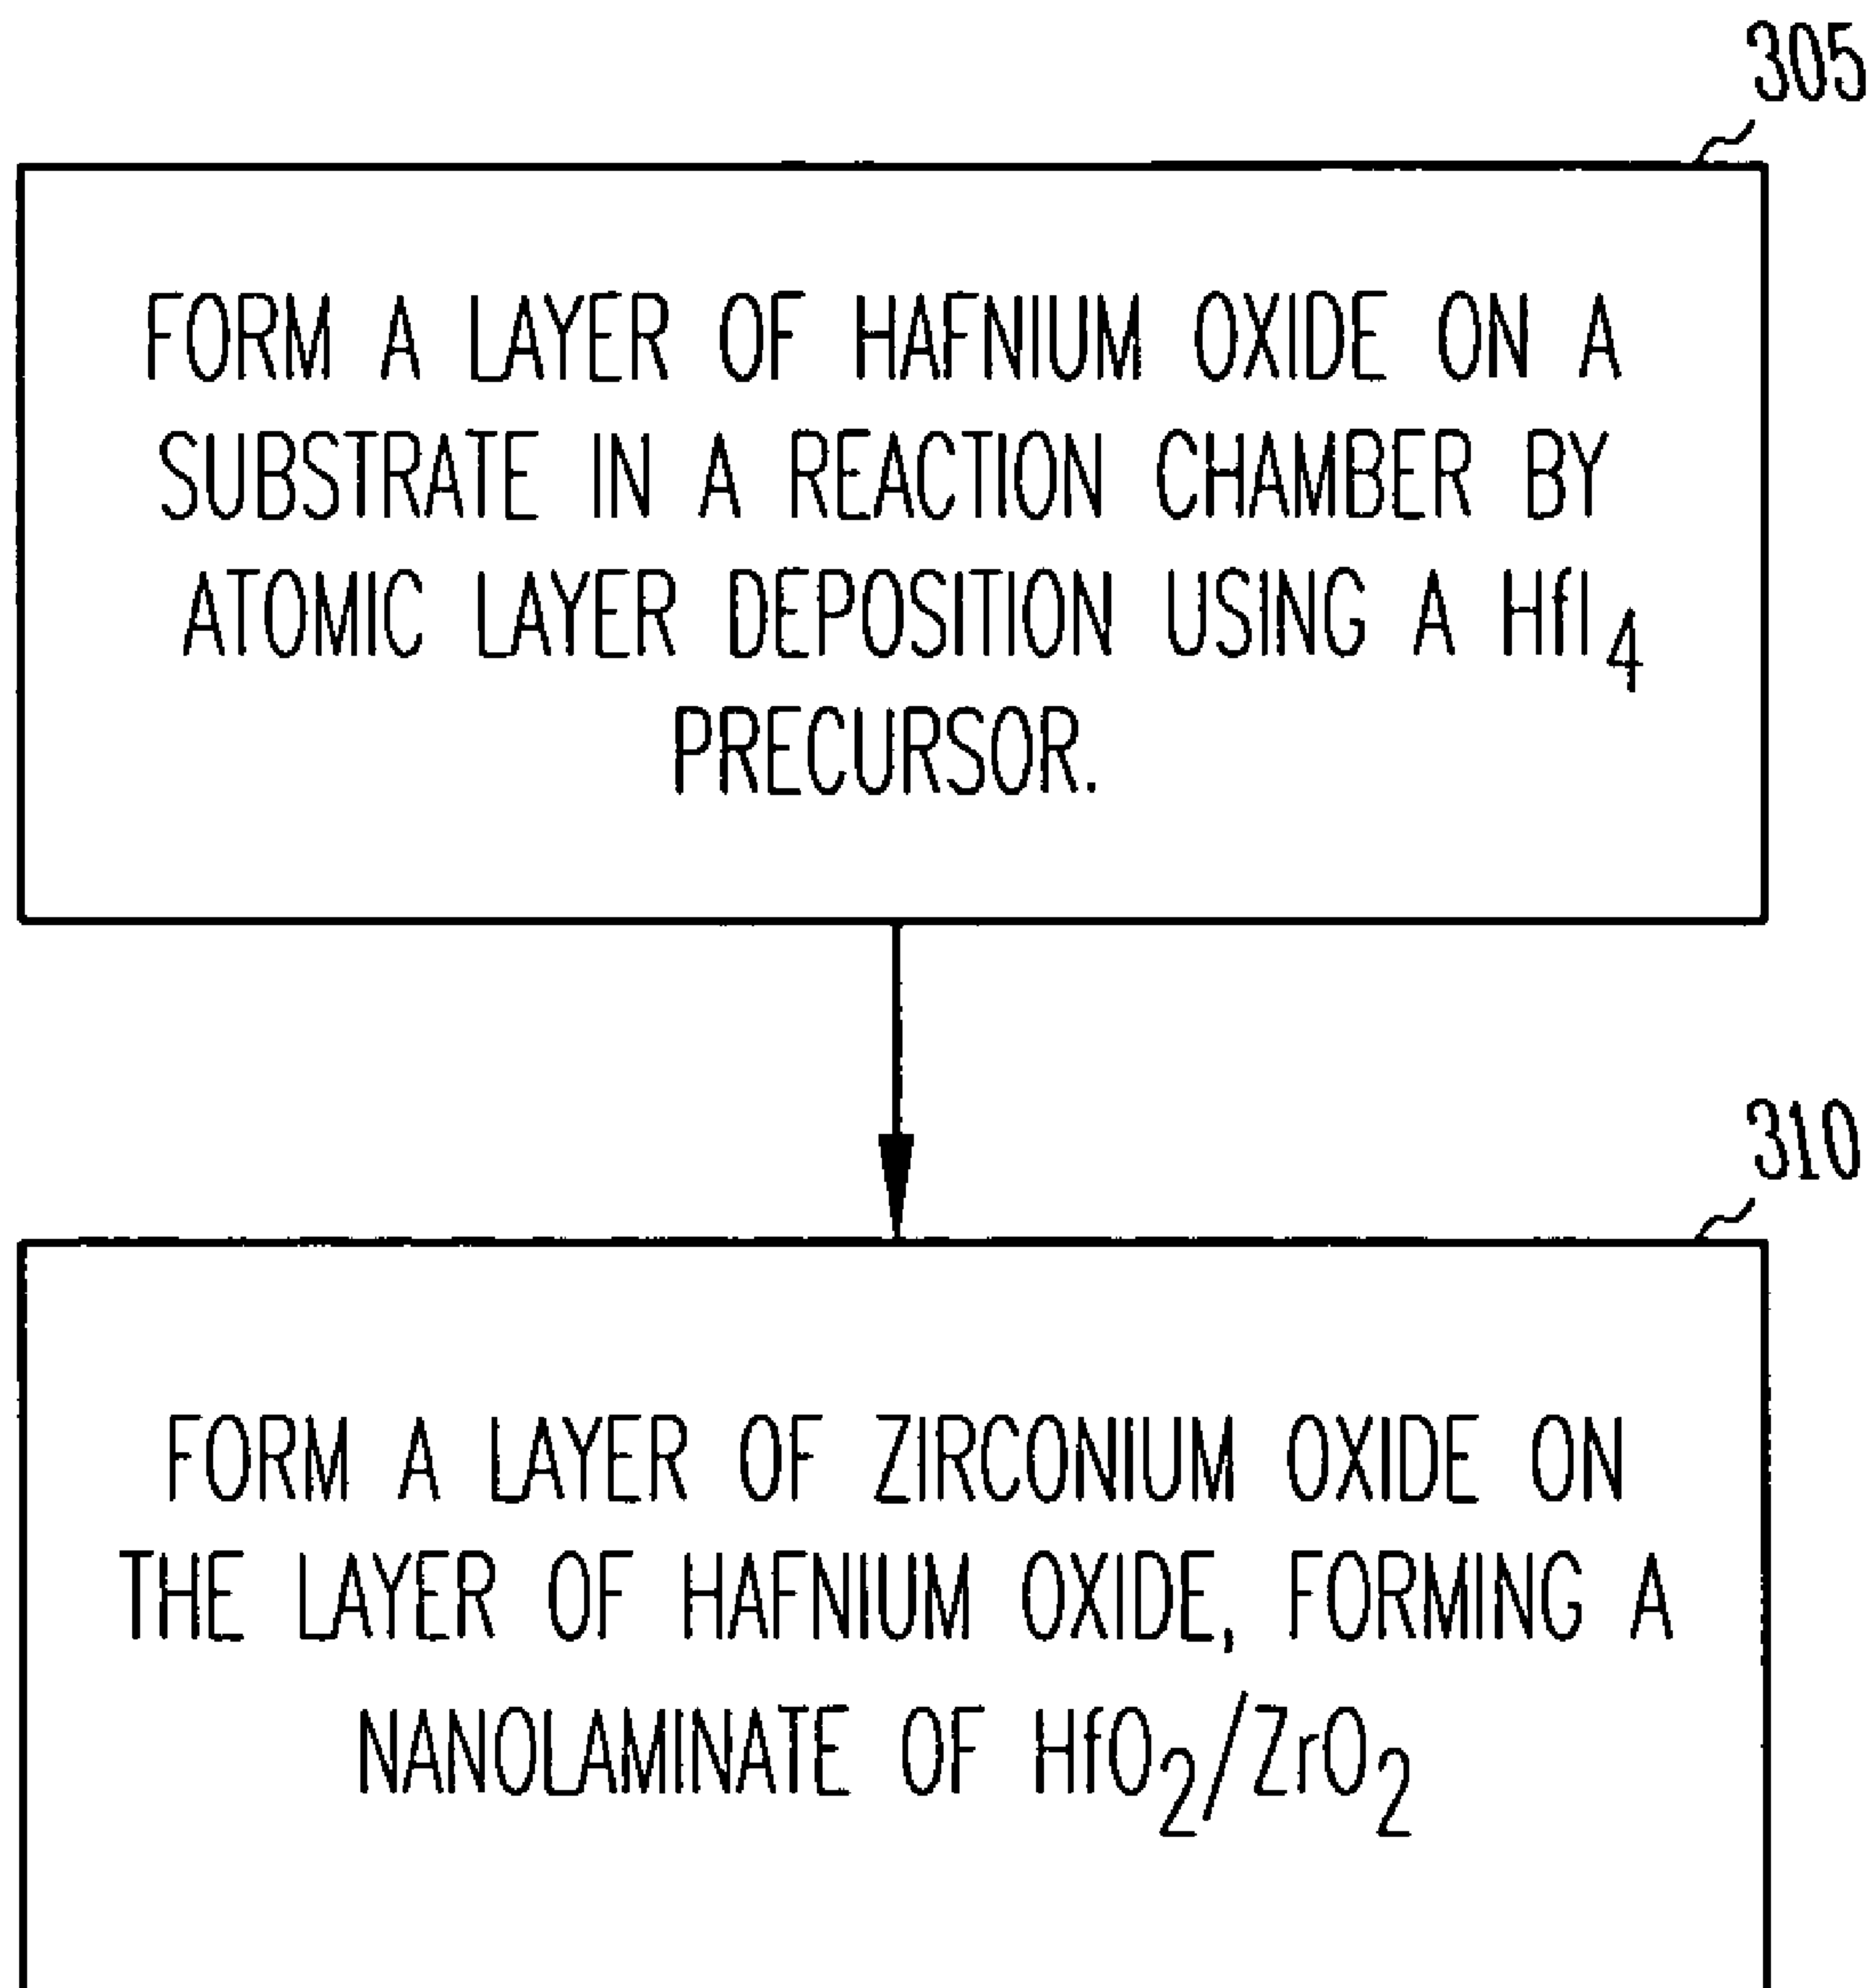 305
FORM A LAYER OF HAFNIUM OXIDE ON A
SUBSTRATE IN A REACTION CHAMBER BY
ATOMIC LAYER DEPOSITION USING A HfI₄
PRECURSOR.
310
FORM A LAYER OF ZIRCONIUM OXIDE ON
THE LAYER OF HAFNIUM OXIDE, FORMING A
NANOLAMINATE OF HfO₂/ZrO₂